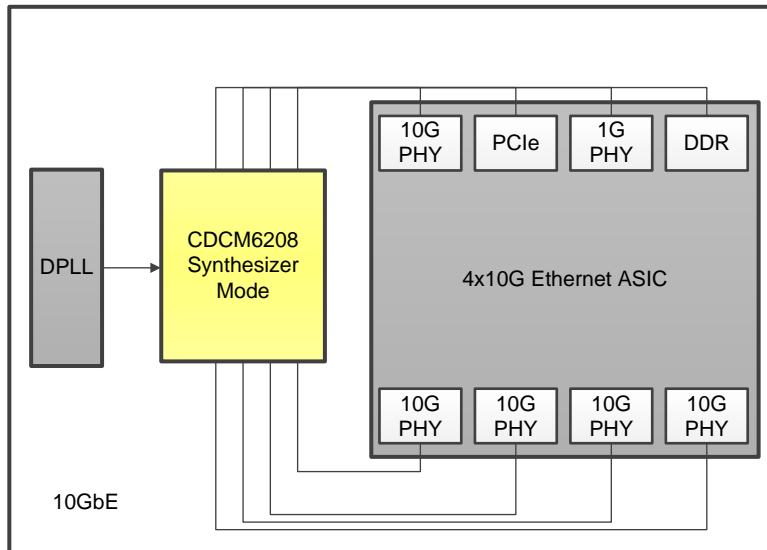 10G
PHY
PCIe
1G
PHY
DDR
DPLL
CDCM6208
Synthesizer
Mode
4x10G Ethernet ASIC
10G
PHY
10G
PHY
10G
PHY
10G
PHY
10GbE